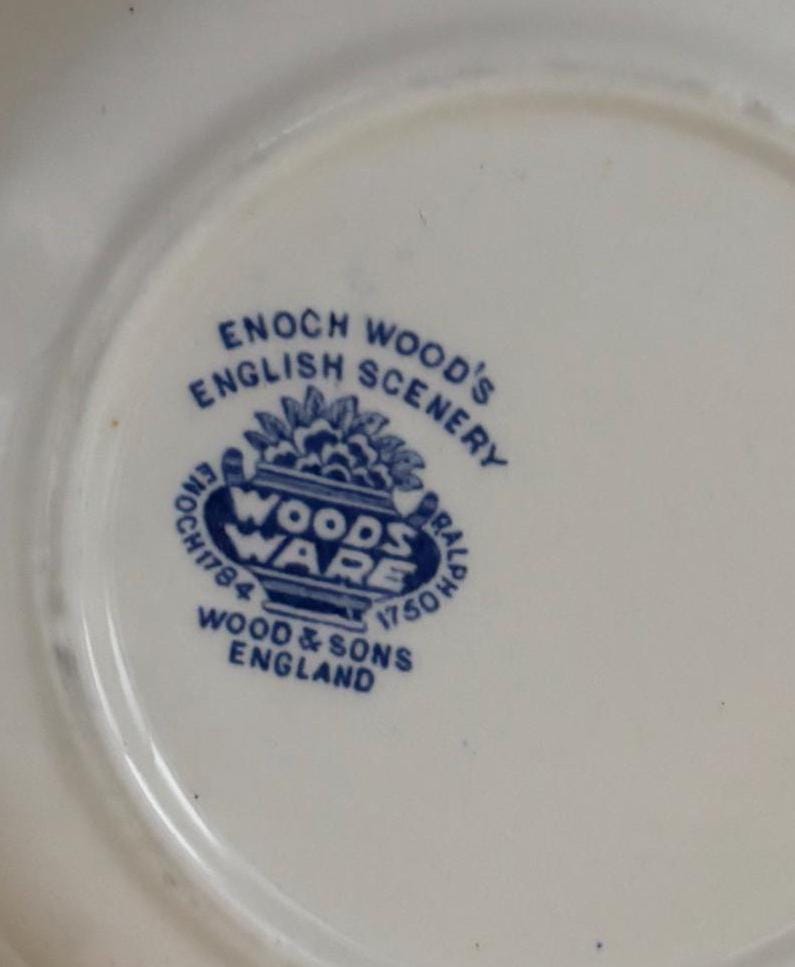 ENOCH WOOD'S
ENGLISH SCENERY
WOODS
WARE
ENOCH 1784
RALPH 1750
WOOD & SONS
ENGLAND